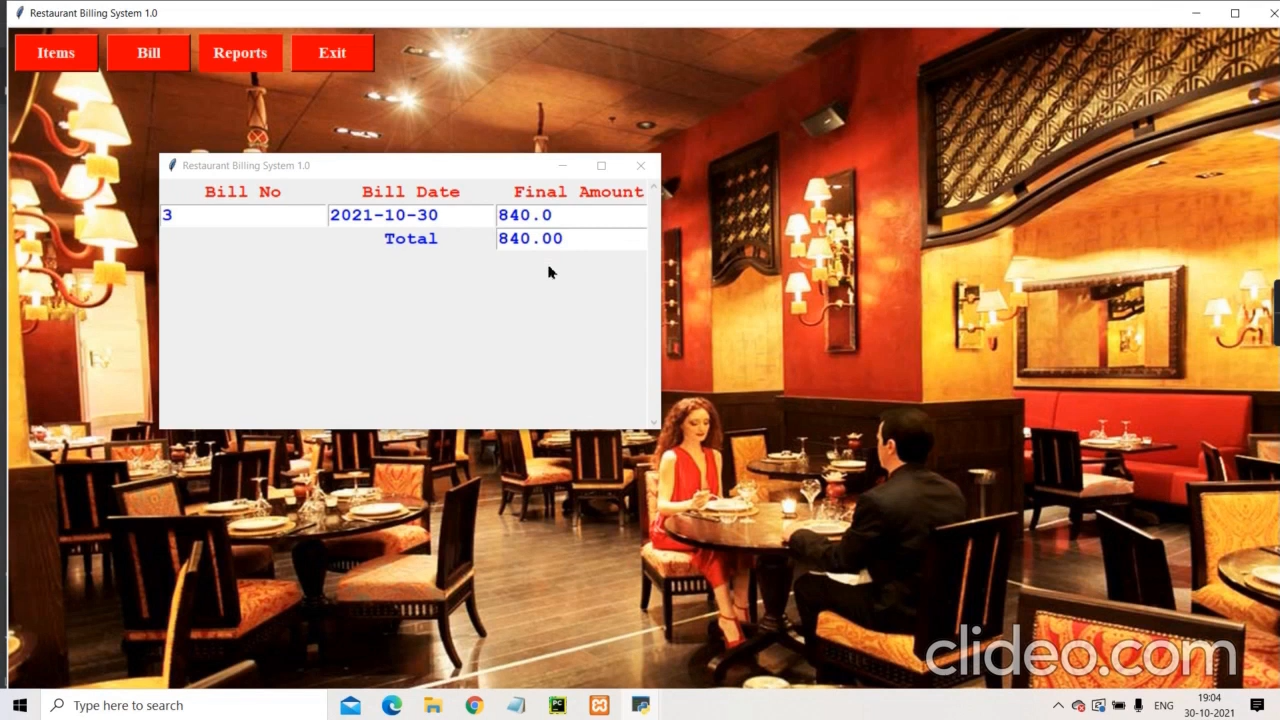 Restaurant Billing System 1.0
Items Bill Reports Exit
Restaurant Billing System 1.0
Bill No Bill Date Final Amount
3 2021-10-30 840.0
Total 840.00
clideo.com
Type here to search
PC
ENG
19:04
30-10-2021